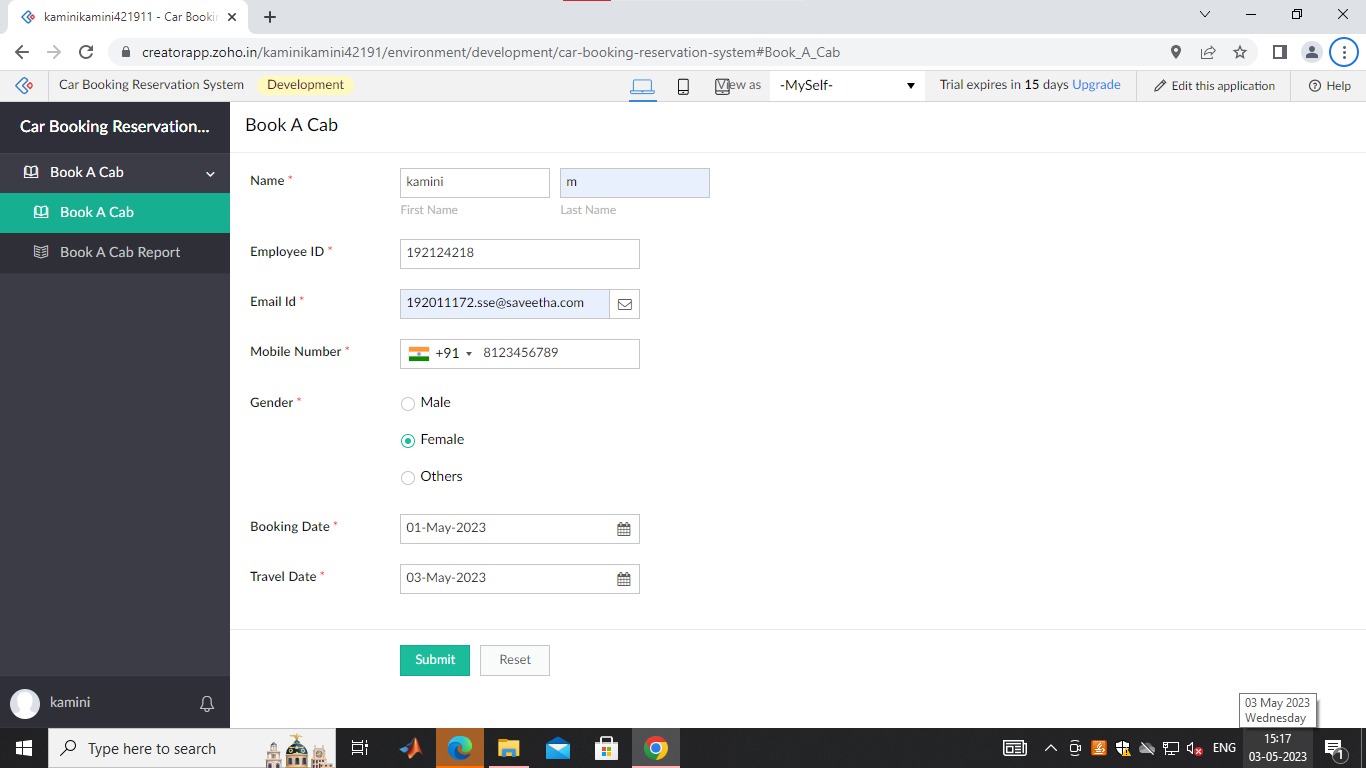 kaminikamini421911 - Car Bookin
creatorapp.zoho.in/kaminikamini42191/environment/development/car-booking-reservation-system#Book_A_Cab
Car Booking Reservation System
Development
View as
-MySelf-
Trial expires in 15 days Upgrade
Edit this application
Help
Car Booking Reservation...
Book A Cab
Book A Cab
Book A Cab Report
kamini
Book A Cab
Name *
kamini
m
First Name
Last Name
Employee ID *
192124218
Email Id *
192011172.sse@saveetha.com
Mobile Number *
+91
8123456789
Gender *
Male
Female
Others
Booking Date *
01-May-2023
Travel Date *
03-May-2023
Submit
Reset
03 May 2023
Wednesday
Type here to search
ENG
15:17
03-05-2023
1